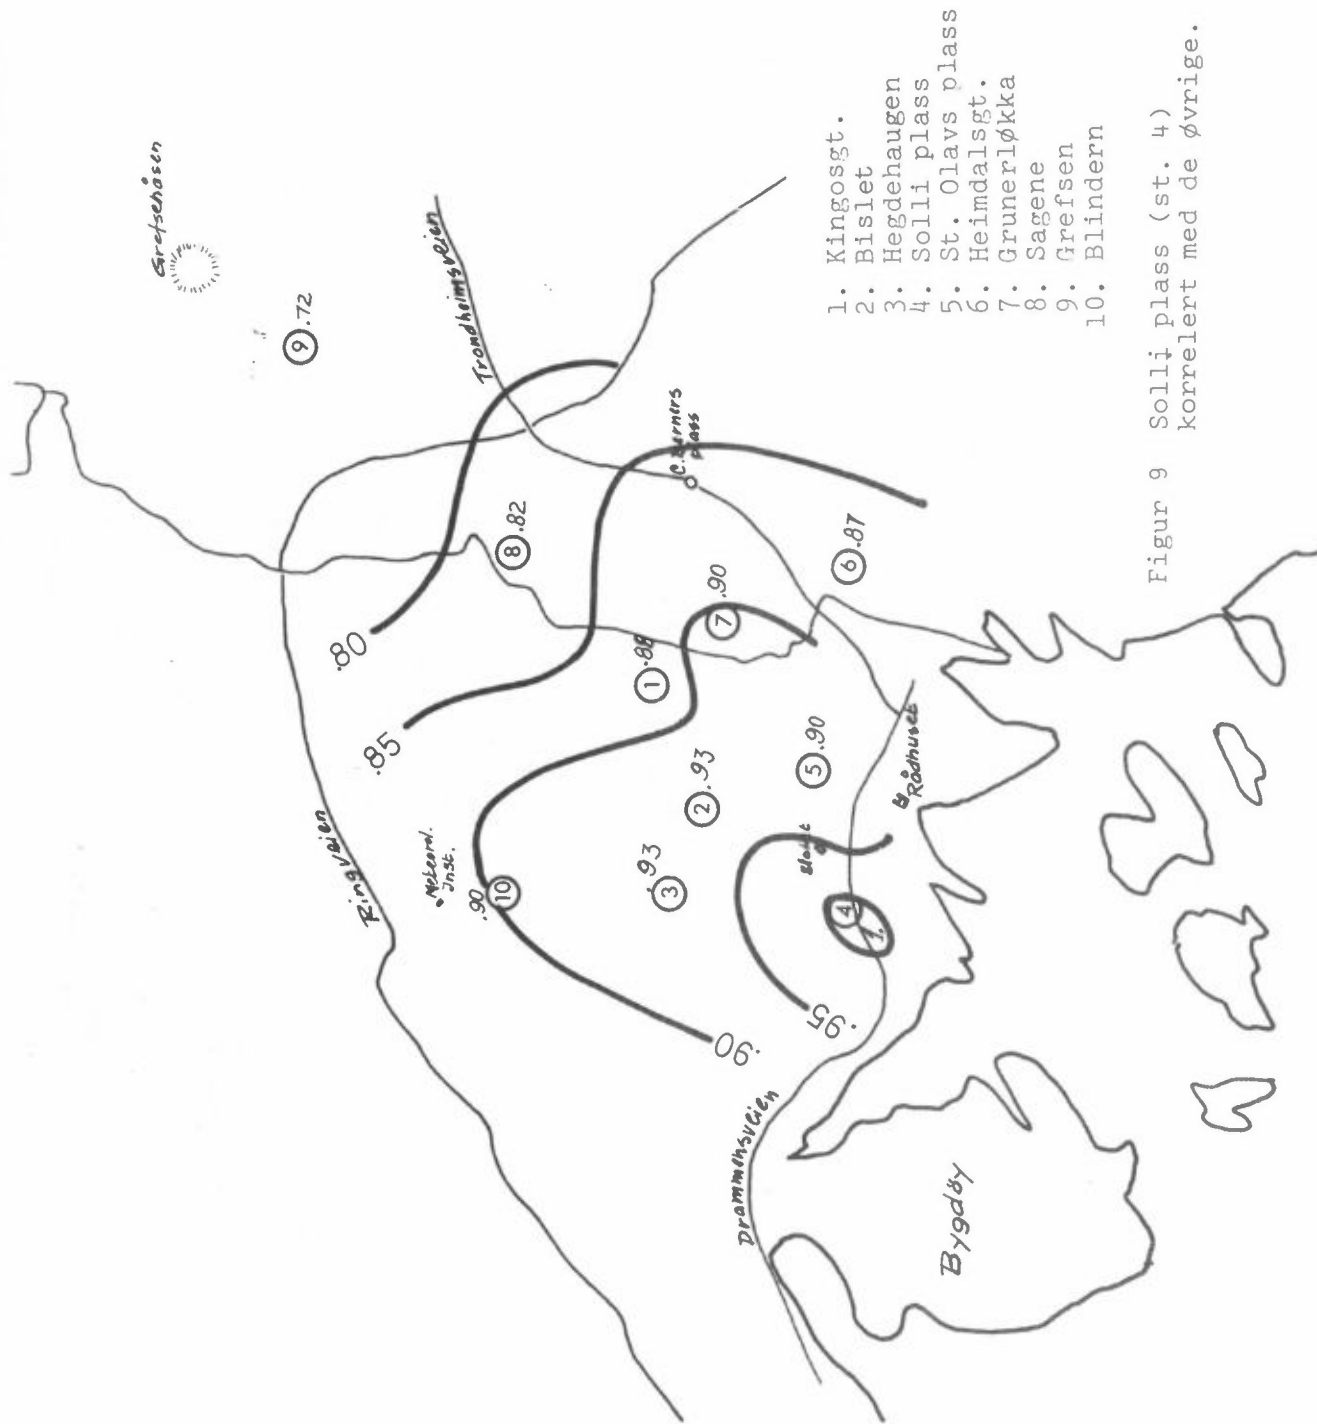 Grefsenåsen
9 .72
Trondheimsveien
Ringveien
.80
8 .82
.85
C. Berners
plass
Meteorol.
Inst.
.90
10
1 .88
7 .90
6 .87
2 .93
3 .93
5 .90
Slottet
Rådhuset
4
1.
.95
.90
Drammensveien
Bygdöy
1. Kingosgt.
2. Bislet
3. Hegdehaugen
4. Solli plass
5. St. Olavs plass
6. Heimdalsgt.
7. Grunerløkka
8. Sagene
9. Grefsen
10. Blindern
Figur 9 Solli plass (st. 4)
korrelert med de øvrige.